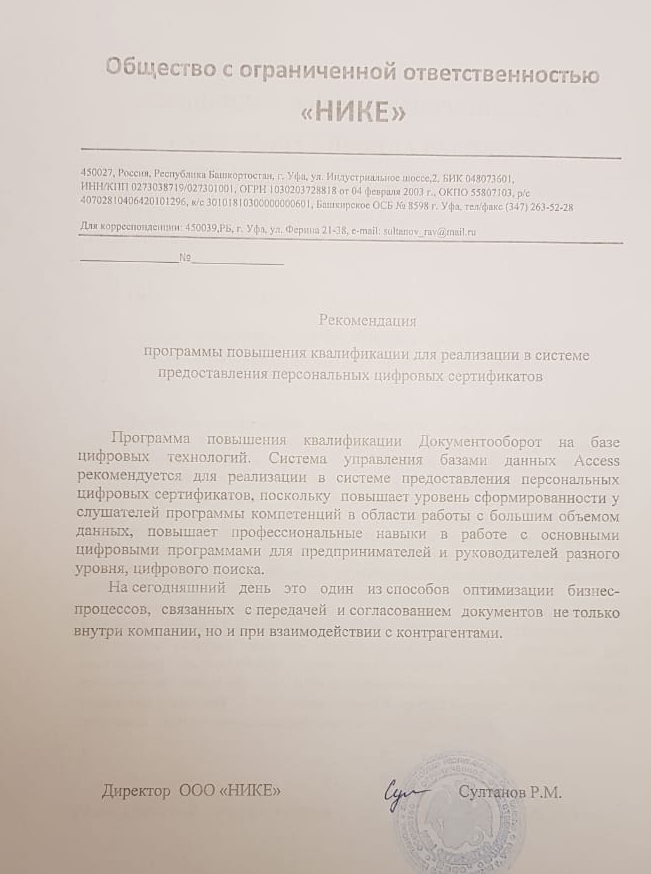 Общество с ограниченной ответственностью
«НИКЕ»
450027, Россия, Республика Башкортостан, г. Уфа, ул. Индустриальное шоссе,2, БИК 048073601,
ИНН/КПП 0273038719/027301001, ОГРН 1030203728818 от 04 февраля 2003 г., ОКПО 55807103, р/с
40702810406420101296, к/с 30101810300000000601, Башкирское ОСБ № 8598 г. Уфа, тел/факс (347) 263-52-28
Для корреспонденции: 450039,РБ, г. Уфа, ул. Ферина 21-38, e-mail: sultanov_rav@mail.ru
№
Рекомендация
программы повышения квалификации для реализации в системе
предоставления персональных цифровых сертификатов
Программа повышения квалификации Документооборот на базе
цифровых технологий. Система управления базами данных Access
рекомендуется для реализации в системе предоставления персональных
цифровых сертификатов, поскольку повышает уровень сформированности у
слушателей программы компетенций в области работы с большим объемом
данных, повышает профессиональные навыки в работе с основными
цифровыми программами для предпринимателей и руководителей разного
уровня, цифрового поиска.
На сегодняшний день это один из способов оптимизации бизнес-
процессов, связанных с передачей и согласованием документов не только
внутри компании, но и при взаимодействии с контрагентами.
Директор ООО «НИКЕ» Султанов Р.М.